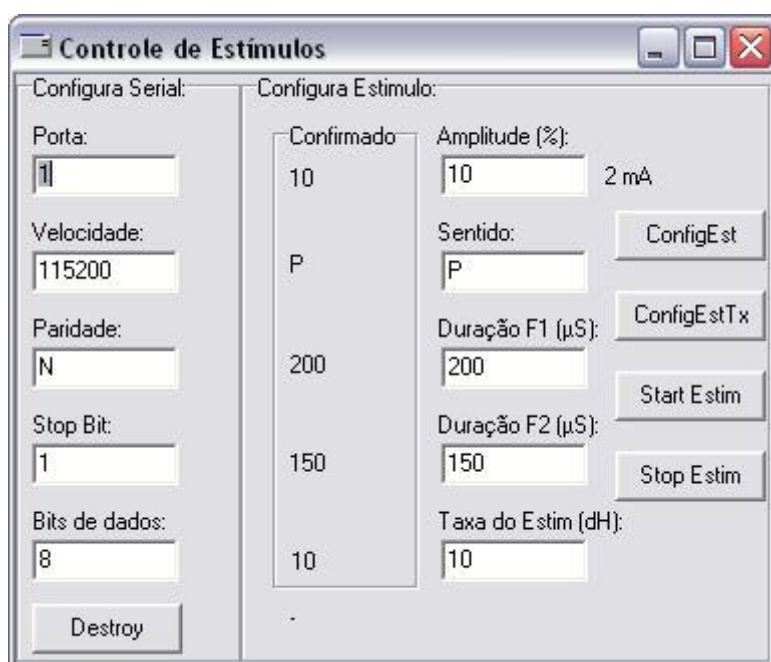 Controle de Estímulos
Configura Serial:
Porta:
1
Velocidade:
115200
Paridade:
N
Stop Bit:
1
Bits de dados:
8
Destroy
Configura Estimulo:
Confirmado
10
P
200
150
10
-
Amplitude (%):
10
2 mA
Sentido:
P
Duração F1 (µS):
200
Duração F2 (µS):
150
Taxa do Estim (dH):
10
ConfigEst
ConfigEstTx
Start Estim
Stop Estim